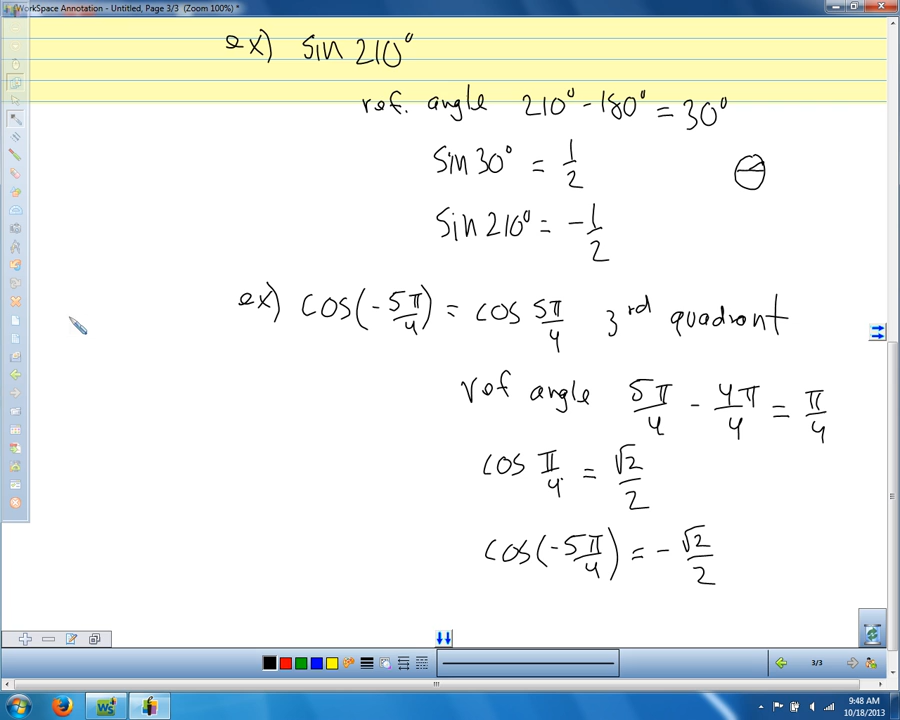 WorkSpace Annotation - Untitled, Page 3/3 (Zoom 100%) *
ex) sin 210°
ref. angle 210° - 180° = 30°
sin 30° = 1/2
sin 210° = - 1/2
ex) cos(-5π/4) = cos 5π/4 3rd quadrant
ref angle 5π/4 - 4π/4 = π/4
cos π/4 = √2/2
cos(-5π/4) = - √2/2
3/3
9:48 AM
10/18/2013